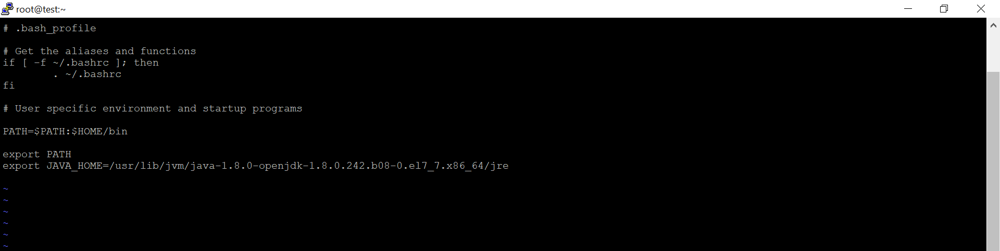 root@test:~
# .bash_profile
# Get the aliases and functions
if [ -f ~/.bashrc ]; then
        . ~/.bashrc
fi
# User specific environment and startup programs
PATH=$PATH:$HOME/bin
export PATH
export JAVA_HOME=/usr/lib/jvm/java-1.8.0-openjdk-1.8.0.242.b08-0.el7_7.x86_64/jre
~
~
~
~
~
~